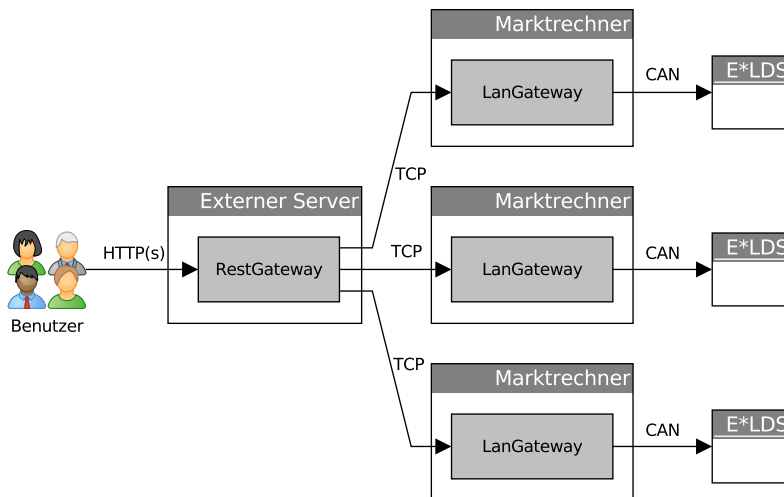 Marktrechner
LanGateway
CAN
E*LDS
TCP
Externer Server
RestGateway
HTTP(s)
Benutzer
TCP
Marktrechner
LanGateway
CAN
E*LDS
TCP
Marktrechner
LanGateway
CAN
E*LDS